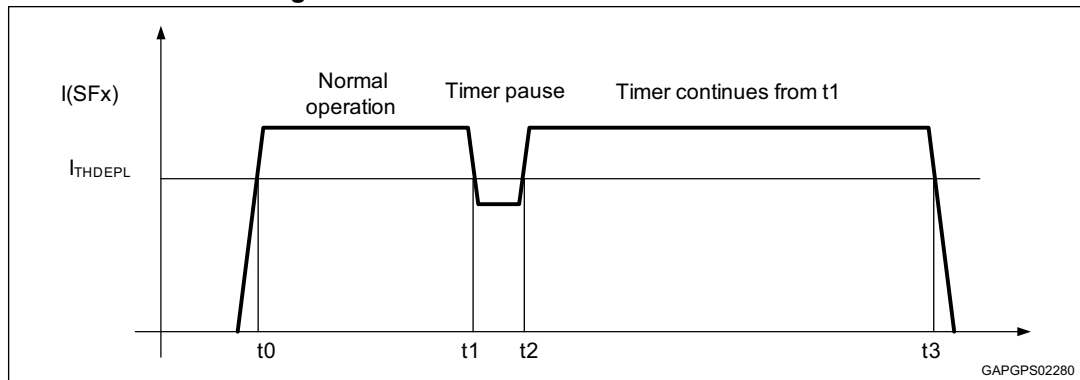 g
I(SFx)
Normal
operation
Timer pause
Timer continues from t1
ITHDEPL
t0
t1
t2
t3
GAPGPS02280